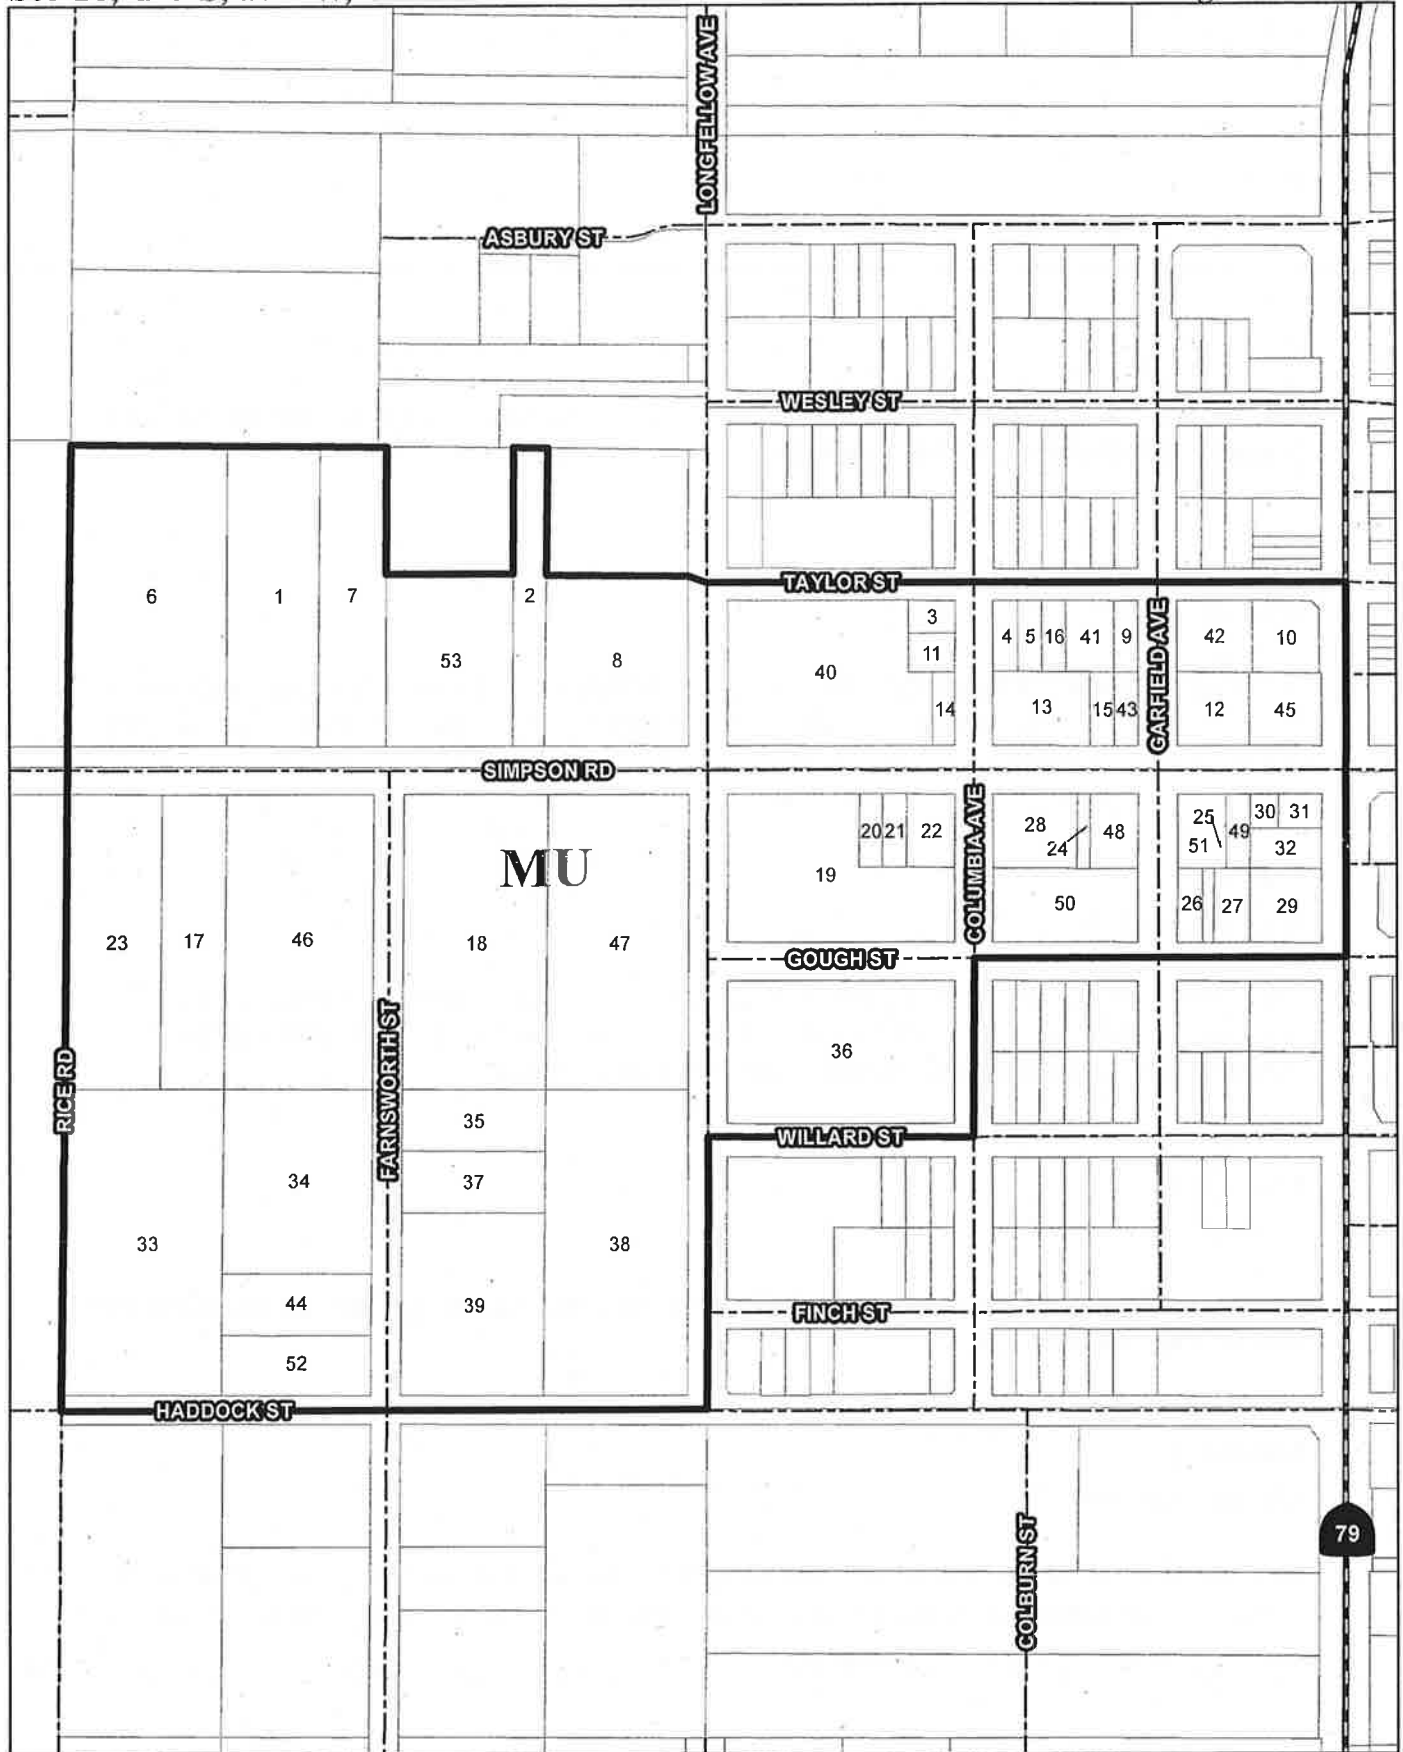 LONGFELLOW AVE
ASBURY ST
WESLEY ST
TAYLOR ST
6
1
7
2
53
8
40
3
11
14
4 5 16 41 9
13 15 43
GARFIELD AVE
42 10
12 45
SIMPSON RD
MU
23 17 46
18 47
19
20 21 22
COLUMBIA AVE
28 24 48
50
25 49 30 31
51 32
26 27 29
GOUGH ST
36
FARNSWORTH ST
RICE RD
35
WILLARD ST
34 37
33 38
44 39
FINCH ST
52
HADDOCK ST
COLBURN ST
79